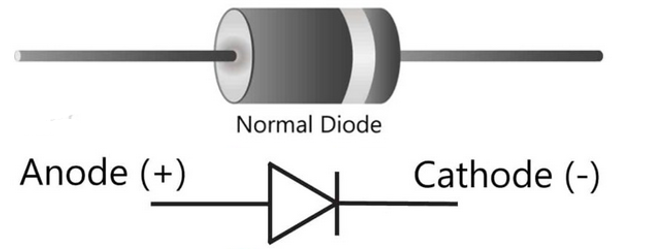 Normal Diode
Anode (+)
Cathode (-)